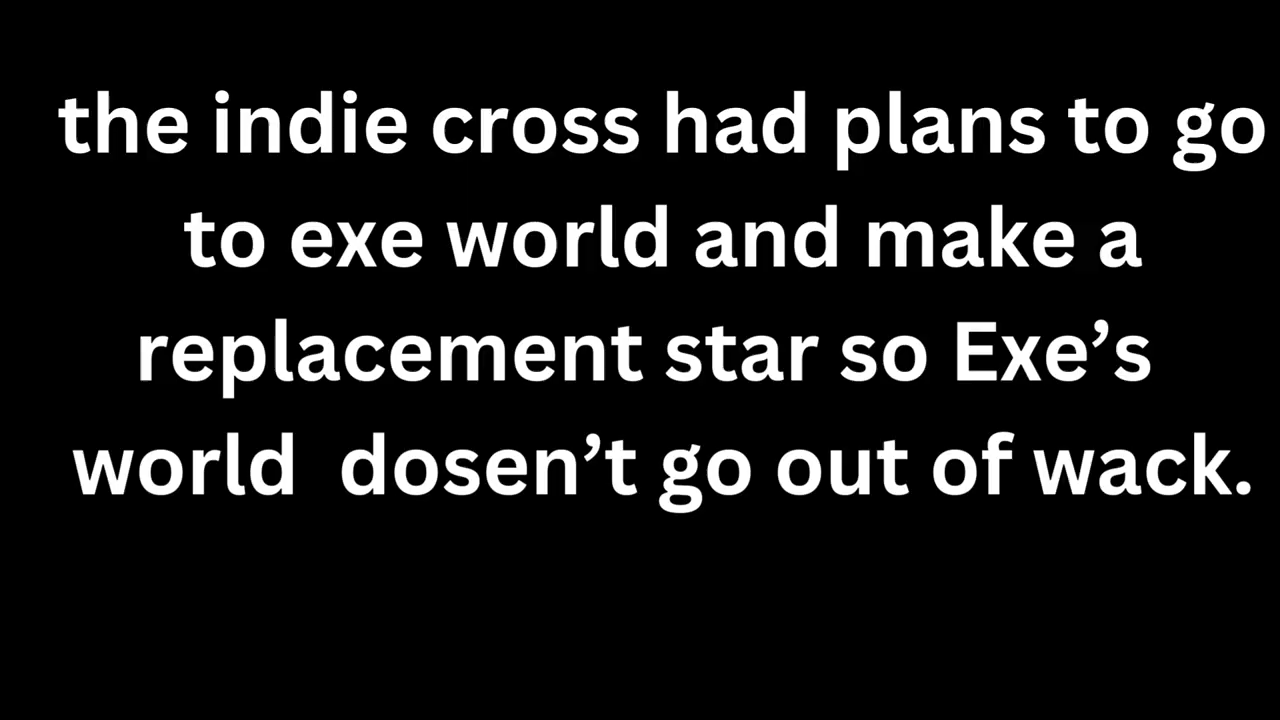 the indie cross had plans to go
to exe world and make a
replacement star so Exe’s
world  dosen’t go out of wack.